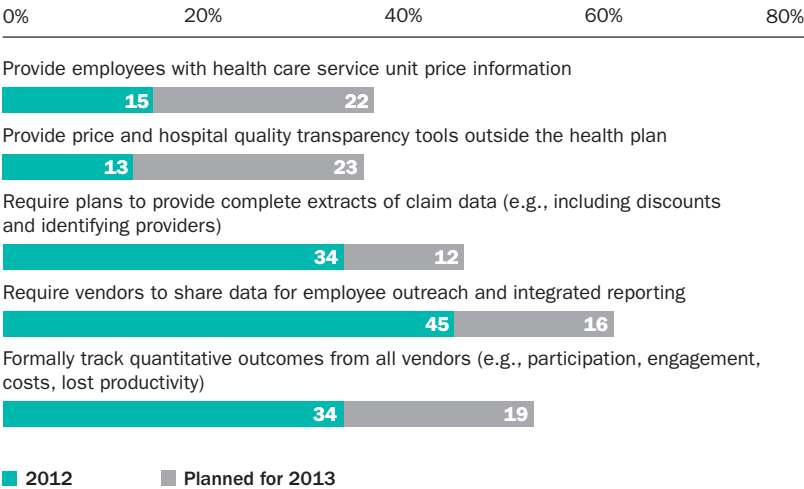 0% 20% 40% 60% 80%
Provide employees with health care service unit price information
15 22
Provide price and hospital quality transparency tools outside the health plan
13 23
Require plans to provide complete extracts of claim data (e.g., including discounts
and identifying providers)
34 12
Require vendors to share data for employee outreach and integrated reporting
45 16
Formally track quantitative outcomes from all vendors (e.g., participation, engagement,
costs, lost productivity)
34 19
2012 Planned for 2013